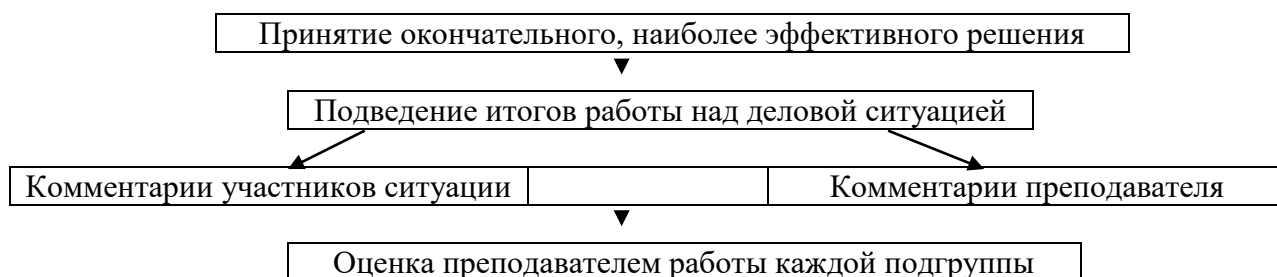 Принятие окончательного, наиболее эффективного решения
Подведение итогов работы над деловой ситуацией
Комментарии участников ситуации
Комментарии преподавателя
Оценка преподавателем работы каждой подгруппы